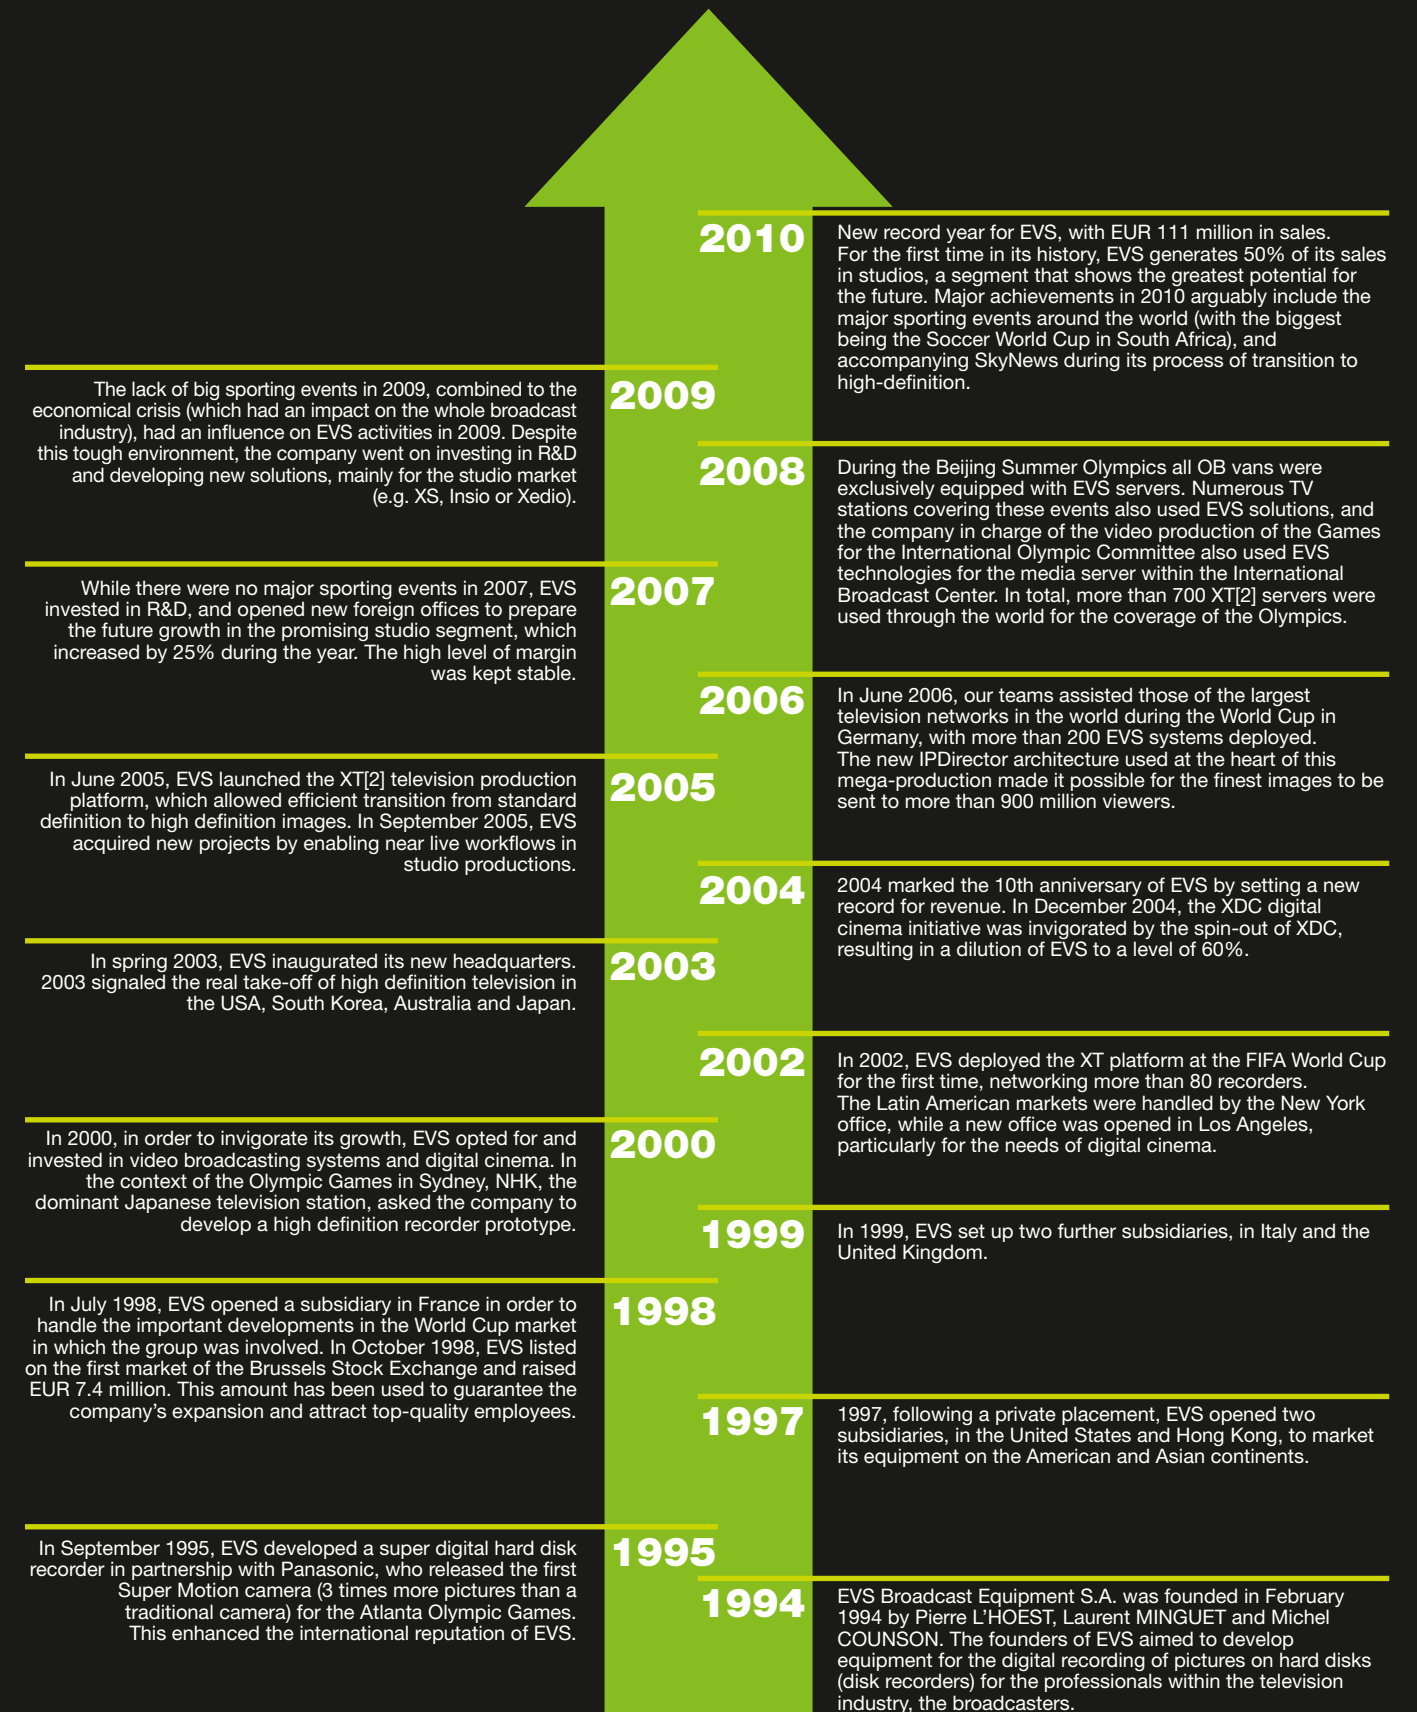 2010
New record year for EVS, with EUR 111 million in sales.
For the first time in its history, EVS generates 50% of its sales
in studios, a segment that shows the greatest potential for
the future. Major achievements in 2010 arguably include the
major sporting events around the world (with the biggest
being the Soccer World Cup in South Africa), and
accompanying SkyNews during its process of transition to
high-definition.
2009
The lack of big sporting events in 2009, combined to the
economical crisis (which had an impact on the whole broadcast
industry), had an influence on EVS activities in 2009. Despite
this tough environment, the company went on investing in R&D
and developing new solutions, mainly for the studio market
(e.g. XS, Insio or Xedio).
2008
During the Beijing Summer Olympics all OB vans were
exclusively equipped with EVS servers. Numerous TV
stations covering these events also used EVS solutions, and
the company in charge of the video production of the Games
for the International Olympic Committee also used EVS
technologies for the media server within the International
Broadcast Center. In total, more than 700 XT[2] servers were
used through the world for the coverage of the Olympics.
2007
While there were no major sporting events in 2007, EVS
invested in R&D, and opened new foreign offices to prepare
the future growth in the promising studio segment, which
increased by 25% during the year. The high level of margin
was kept stable.
2006
In June 2006, our teams assisted those of the largest
television networks in the world during the World Cup in
Germany, with more than 200 EVS systems deployed.
The new IPDirector architecture used at the heart of this
mega-production made it possible for the finest images to be
sent to more than 900 million viewers.
2005
In June 2005, EVS launched the XT[2] television production
platform, which allowed efficient transition from standard
definition to high definition images. In September 2005, EVS
acquired new projects by enabling near live workflows in
studio productions.
2004
2004 marked the 10th anniversary of EVS by setting a new
record for revenue. In December 2004, the XDC digital
cinema initiative was invigorated by the spin-out of XDC,
resulting in a dilution of EVS to a level of 60%.
2003
In spring 2003, EVS inaugurated its new headquarters.
2003 signaled the real take-off of high definition television in
the USA, South Korea, Australia and Japan.
2002
In 2002, EVS deployed the XT platform at the FIFA World Cup
for the first time, networking more than 80 recorders.
The Latin American markets were handled by the New York
office, while a new office was opened in Los Angeles,
particularly for the needs of digital cinema.
2000
In 2000, in order to invigorate its growth, EVS opted for and
invested in video broadcasting systems and digital cinema. In
the context of the Olympic Games in Sydney, NHK, the
dominant Japanese television station, asked the company to
develop a high definition recorder prototype.
1999
In 1999, EVS set up two further subsidiaries, in Italy and the
United Kingdom.
1998
In July 1998, EVS opened a subsidiary in France in order to
handle the important developments in the World Cup market
in which the group was involved. In October 1998, EVS listed
on the first market of the Brussels Stock Exchange and raised
EUR 7.4 million. This amount has been used to guarantee the
company's expansion and attract top-quality employees.
1997
1997, following a private placement, EVS opened two
subsidiaries, in the United States and Hong Kong, to market
its equipment on the American and Asian continents.
1995
In September 1995, EVS developed a super digital hard disk
recorder in partnership with Panasonic, who released the first
Super Motion camera (3 times more pictures than a
traditional camera) for the Atlanta Olympic Games.
This enhanced the international reputation of EVS.
1994
EVS Broadcast Equipment S.A. was founded in February
1994 by Pierre L'HOEST, Laurent MINGUET and Michel
COUNSON. The founders of EVS aimed to develop
equipment for the digital recording of pictures on hard disks
(disk recorders) for the professionals within the television
industry, the broadcasters.